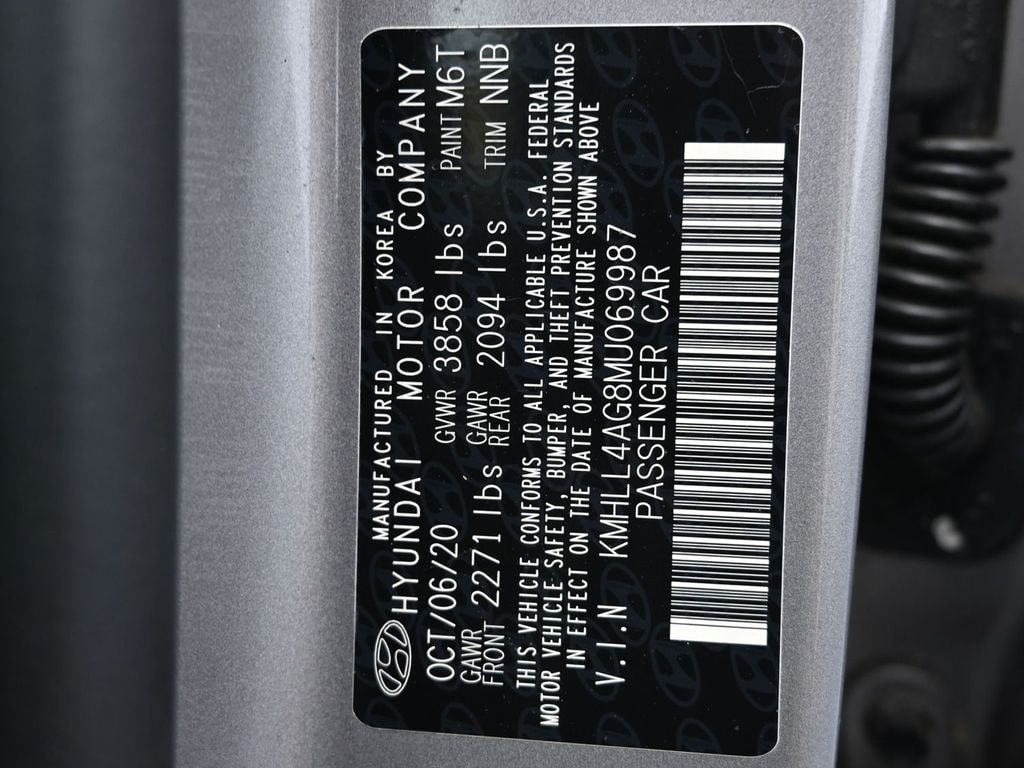 MANUFACTURED IN KOREA BY
HYUNDAI MOTOR COMPANY
OCT/06/20 GVWR 3858 lbs PAINT M6T
GAWR FRONT 2271 lbs GAWR REAR 2094 lbs TRIM NNB
THIS VEHICLE CONFORMS TO ALL APPLICABLE U.S.A. FEDERAL
MOTOR VEHICLE SAFETY, BUMPER, AND THEFT PREVENTION STANDARDS
IN EFFECT ON THE DATE OF MANUFACTURE SHOWN ABOVE
V.I.N KMHLL4AG8MU069987
PASSENGER CAR